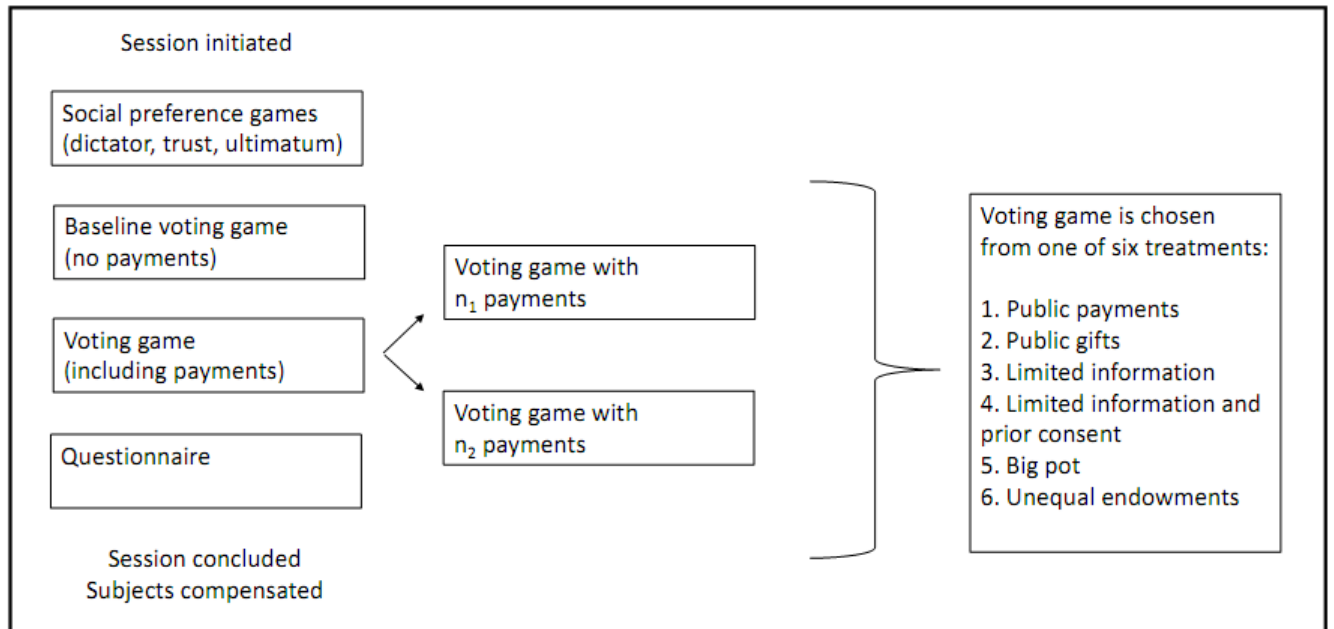 Session initiated
Social preference games
(dictator, trust, ultimatum)
Baseline voting game
(no payments)
Voting game
(including payments)
Questionnaire
Session concluded
Subjects compensated
Voting game with
n₁ payments
Voting game with
n₂ payments
Voting game is chosen
from one of six treatments:
1. Public payments
2. Public gifts
3. Limited information
4. Limited information and
prior consent
5. Big pot
6. Unequal endowments